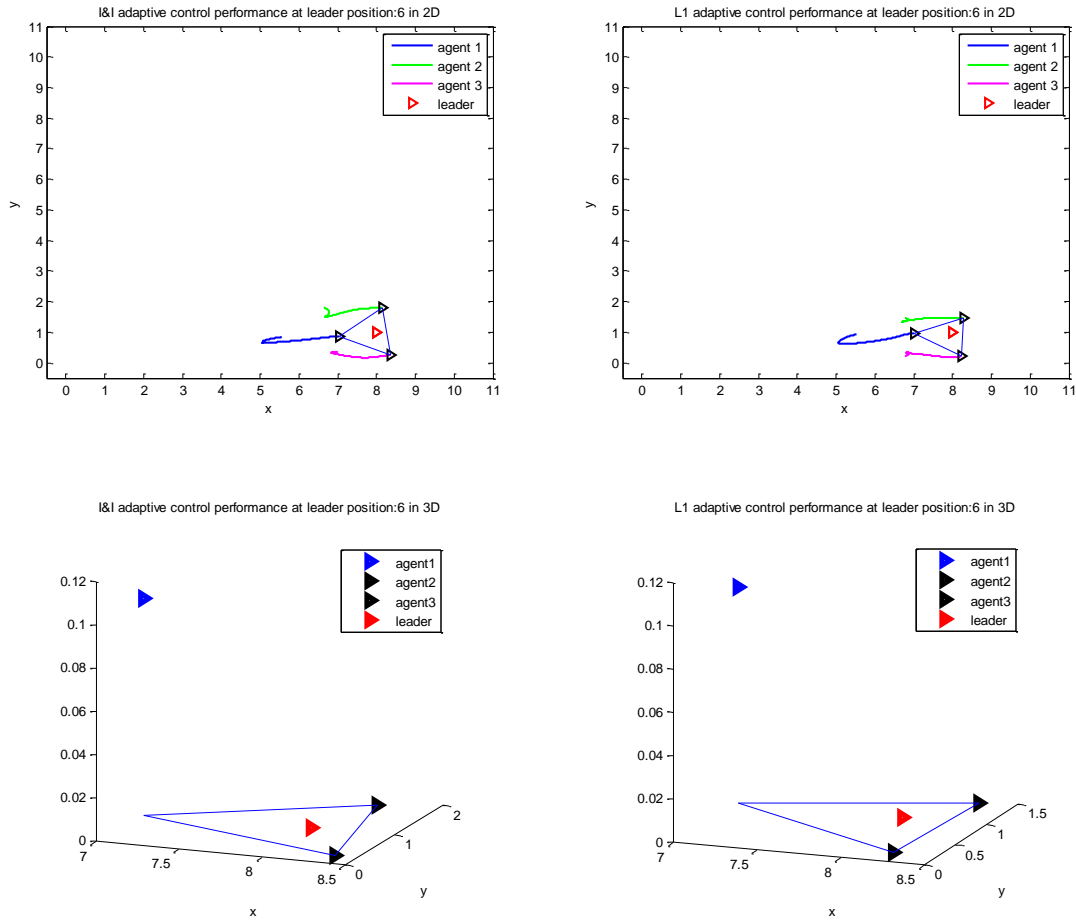 I&I adaptive control performance at leader position:6 in 2D
11
10
9
8
7
6
5
4
3
2
1
0
y
0 1 2 3 4 5 6 7 8 9 10 11
x
agent 1
agent 2
agent 3
leader
L1 adaptive control performance at leader position:6 in 2D
11
10
9
8
7
6
5
4
3
2
1
0
y
0 1 2 3 4 5 6 7 8 9 10 11
x
agent 1
agent 2
agent 3
leader
I&I adaptive control performance at leader position:6 in 3D
agent1
agent2
agent3
leader
0.12
0.1
0.08
0.06
0.04
0.02
0
7
7.5
8
8.5
x
0
1
2
y
L1 adaptive control performance at leader position:6 in 3D
agent1
agent2
agent3
leader
0.12
0.1
0.08
0.06
0.04
0.02
0
7
7.5
8
8.5
x
0
0.5
1
1.5
y